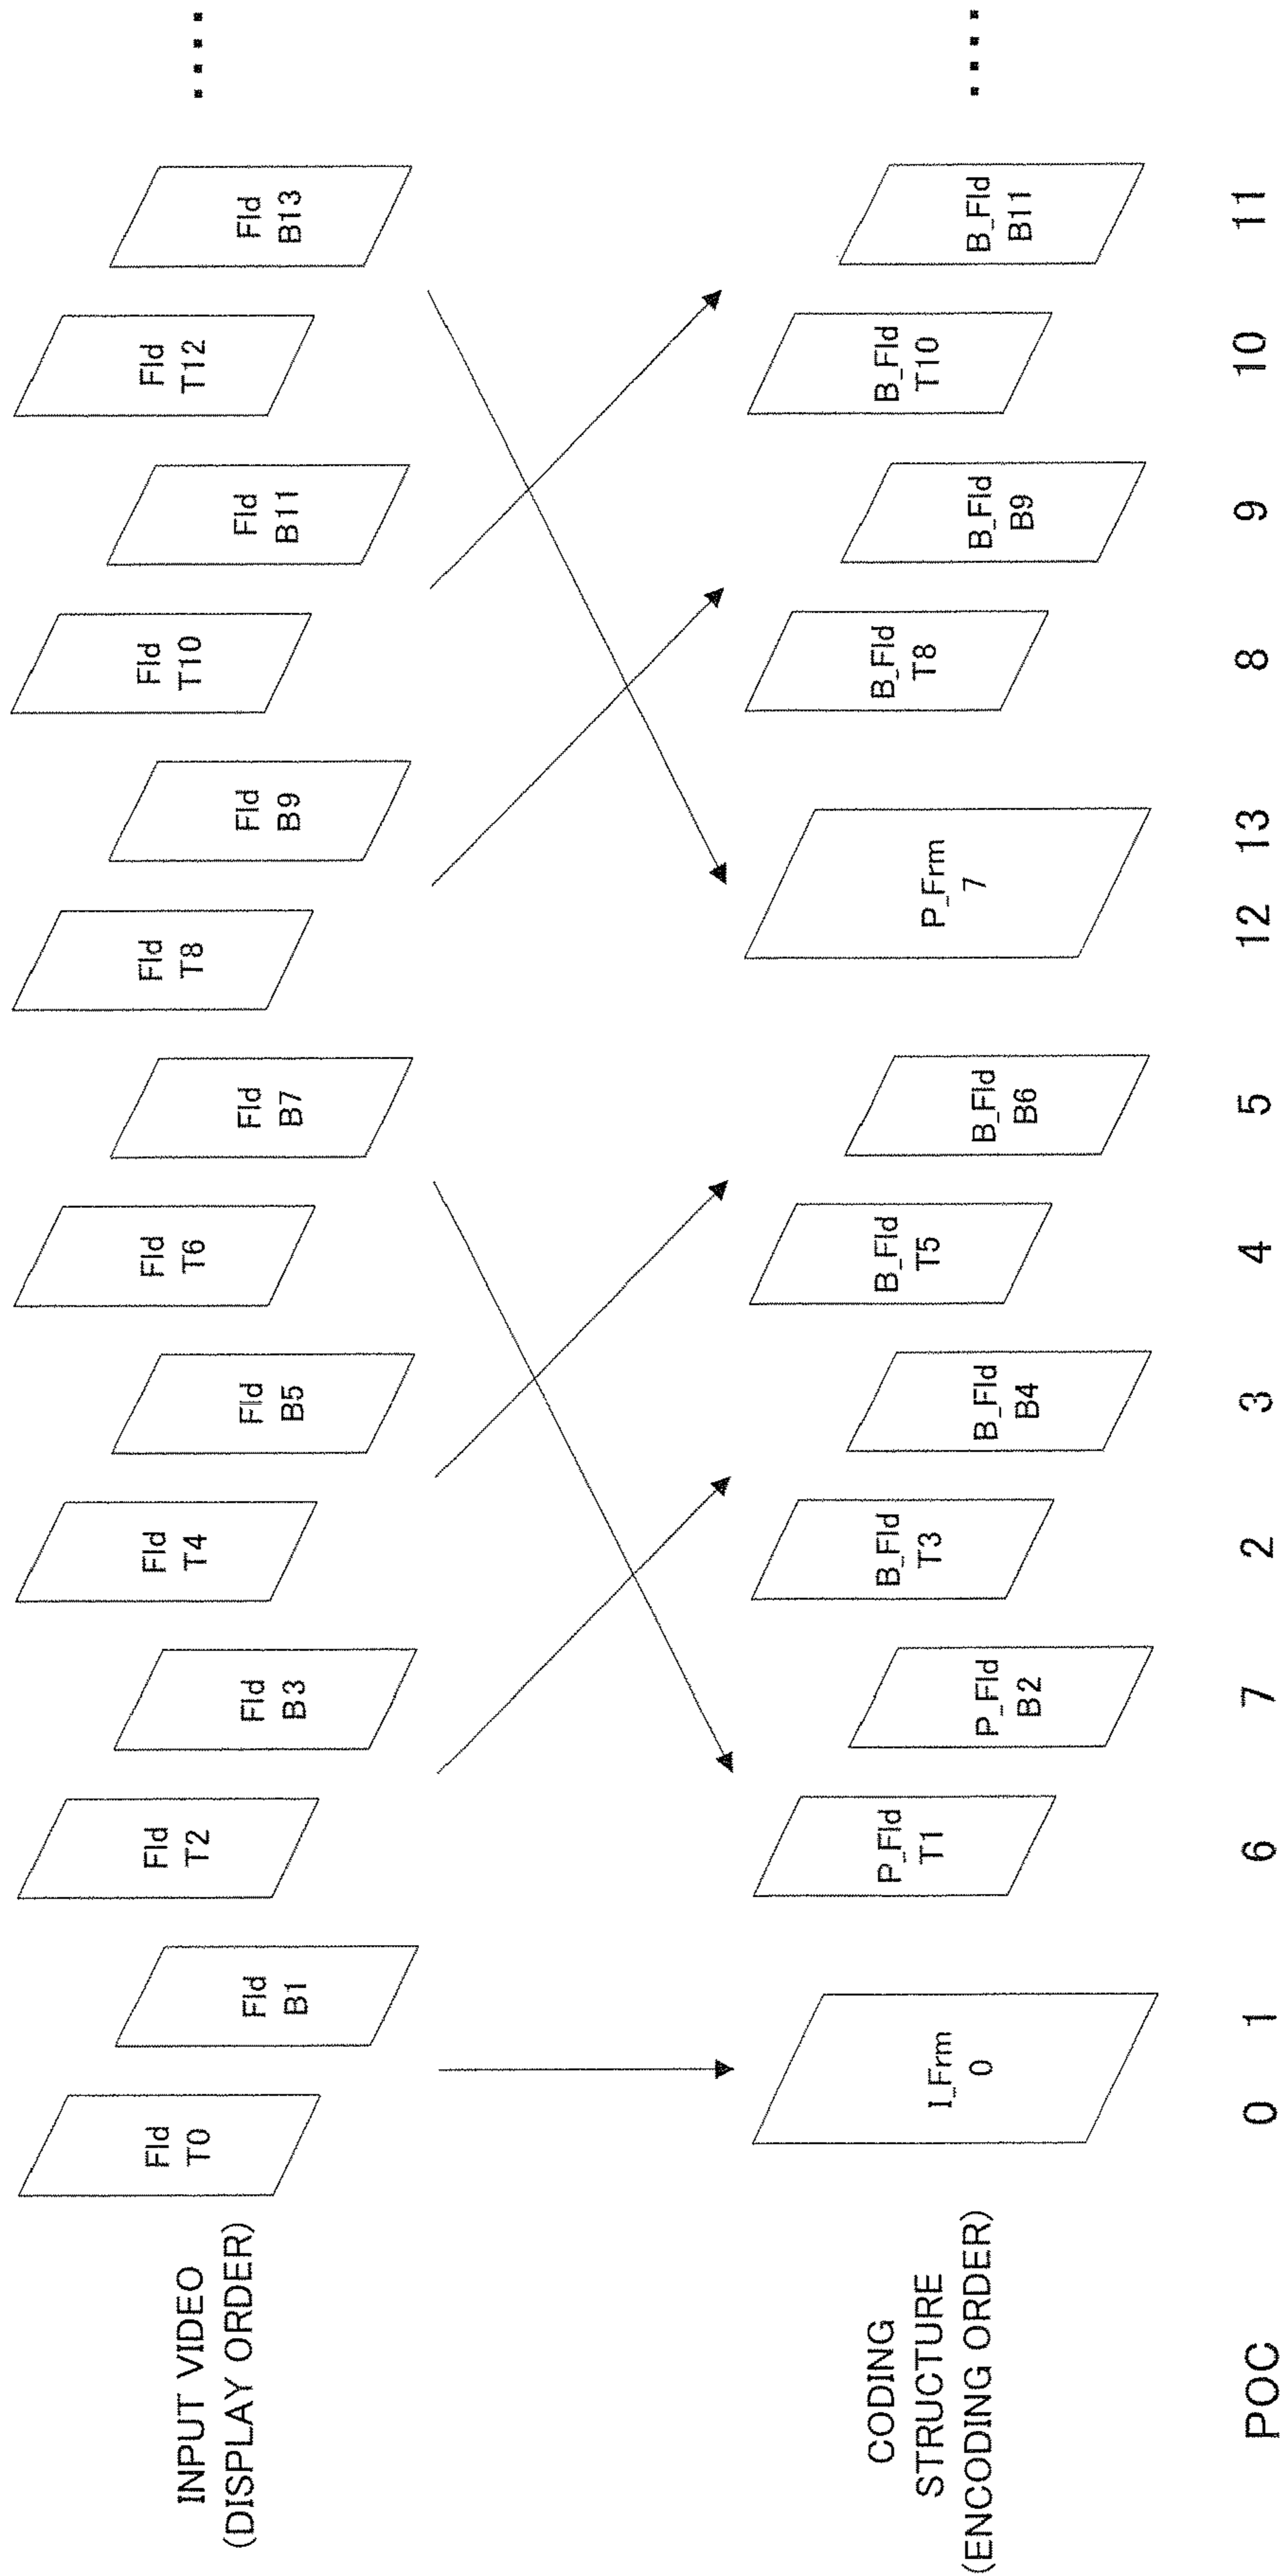 INPUT VIDEO
(DISPLAY ORDER)
Fld
T0
Fld
B1
Fld
T2
Fld
B3
Fld
T4
Fld
B5
Fld
T6
Fld
B7
Fld
T8
Fld
B9
Fld
T10
Fld
B11
Fld
T12
Fld
B13
CODING
STRUCTURE
(ENCODING ORDER)
I_Frm
0
P_Fld
T1
P_Fld
B2
B_Fld
T3
B_Fld
B4
B_Fld
T5
B_Fld
B6
P_Frm
7
B_Fld
T8
B_Fld
B9
B_Fld
T10
B_Fld
B11
POC 0 1 6 7 2 3 4 5 12 13 8 9 10 11